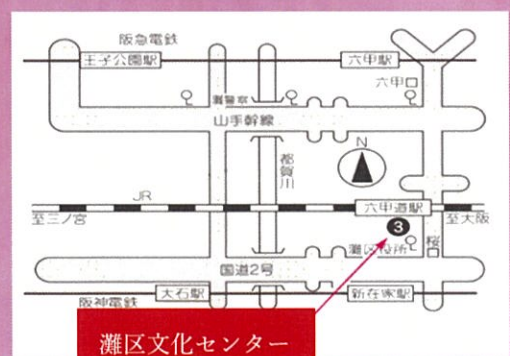 阪急電鉄
王子公園駅
六甲駅
六甲口
灘警察
山手幹線
N
都賀川
JR
六甲道駅
至三ノ宮
至大阪
3
灘区役所
桜口
国道2号
大石駅
新在家駅
阪神電鉄
灘区文化センター